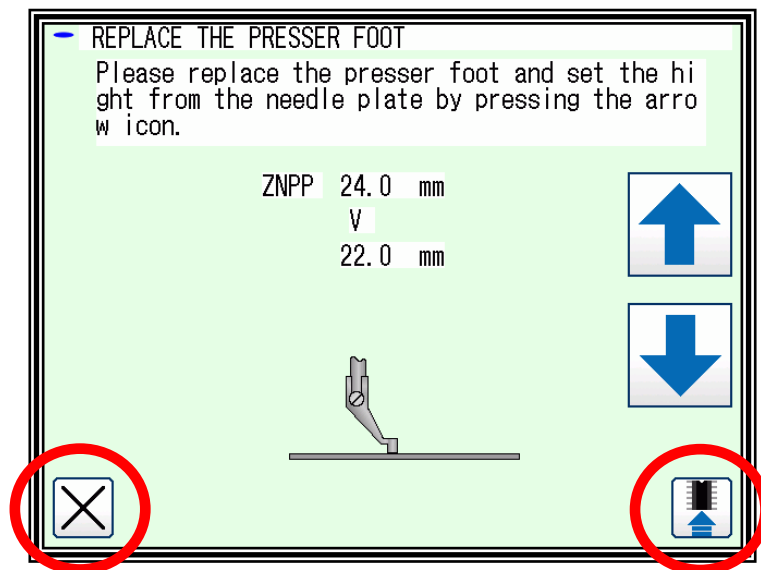 REPLACE THE PRESSER FOOT
Please replace the presser foot and set the hi
ght from the needle plate by pressing the arro
w icon.
ZNPP 24.0 mm
V
22.0 mm